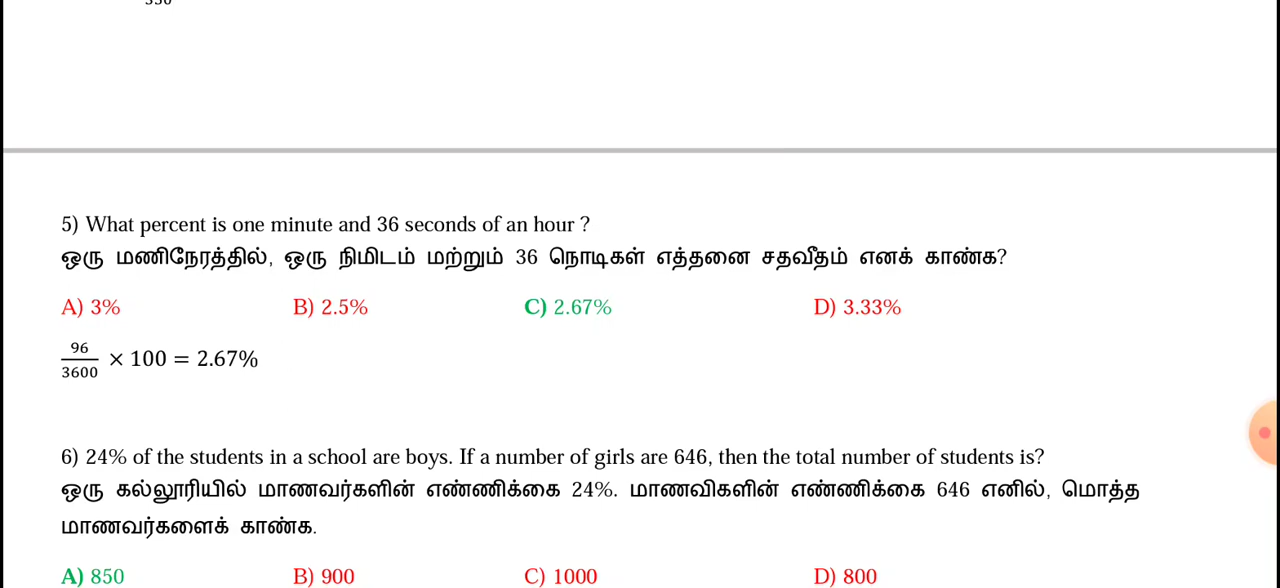 5) What percent is one minute and 36 seconds of an hour ?
ஒரு மணிநேரத்தில், ஒரு நிமிடம் மற்றும் 36 நொடிகள் எத்தனை சதவீதம் எனக் காண்க?
A) 3% B) 2.5% C) 2.67% D) 3.33%
96/3600 × 100 = 2.67%
6) 24% of the students in a school are boys. If a number of girls are 646, then the total number of students is?
ஒரு கல்லூரியில் மாணவர்களின் எண்ணிக்கை 24%. மாணவிகளின் எண்ணிக்கை 646 எனில், மொத்த
மாணவர்களைக் காண்க.
A) 850 B) 900 C) 1000 D) 800